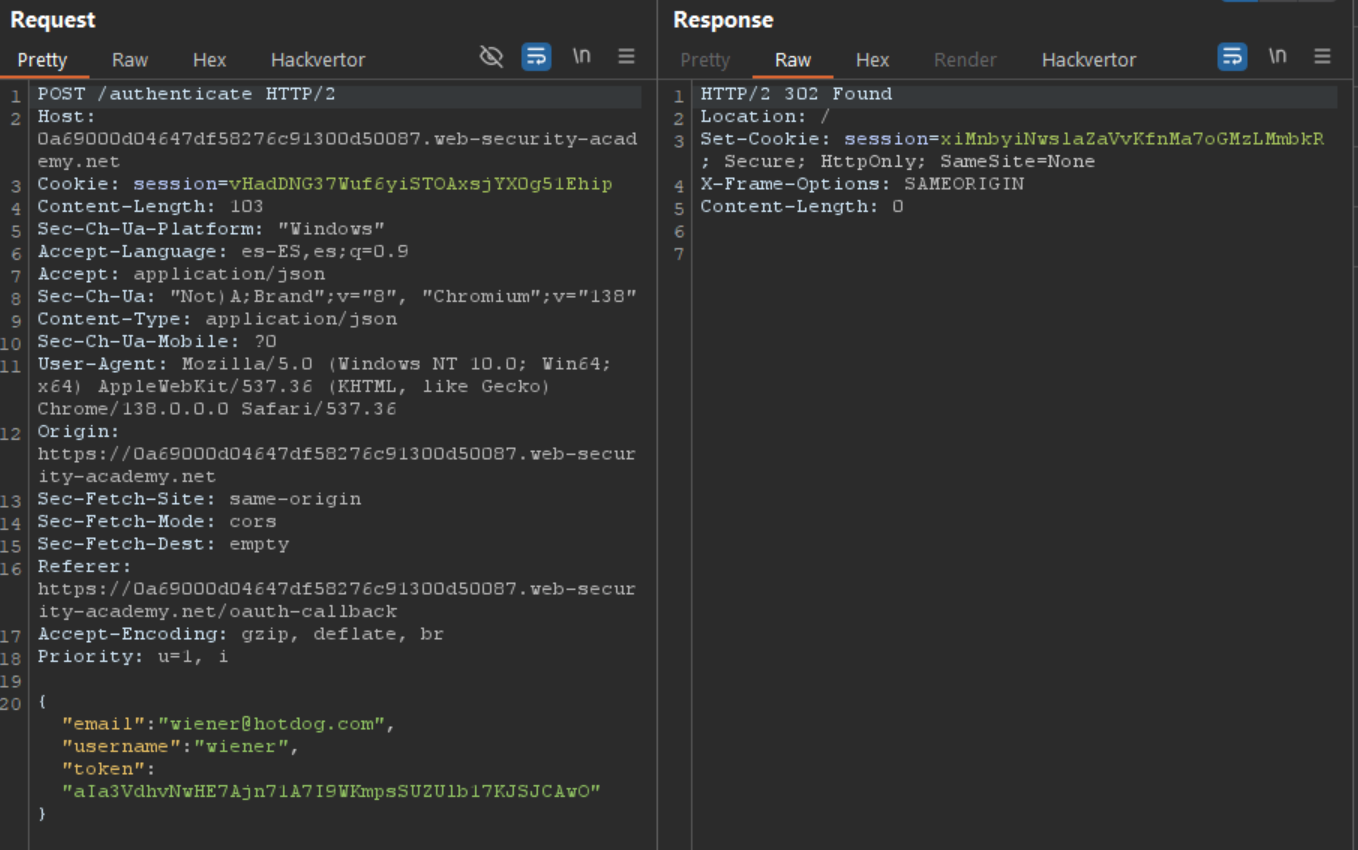 Request
Pretty Raw Hex Hackvertor \n
1 POST /authenticate HTTP/2
2 Host:
0a69000d04647df58276c91300d50087.web-security-acad
emy.net
3 Cookie: session=vHadDNG37Wuf6yiSTOAxsjYXOg51Ehip
4 Content-Length: 103
5 Sec-Ch-Ua-Platform: "Windows"
6 Accept-Language: es-ES,es;q=0.9
7 Accept: application/json
8 Sec-Ch-Ua: "Not)A;Brand";v="8", "Chromium";v="138"
9 Content-Type: application/json
10 Sec-Ch-Ua-Mobile: ?0
11 User-Agent: Mozilla/5.0 (Windows NT 10.0; Win64;
x64) AppleWebKit/537.36 (KHTML, like Gecko)
Chrome/138.0.0.0 Safari/537.36
12 Origin:
https://0a69000d04647df58276c91300d50087.web-secur
ity-academy.net
13 Sec-Fetch-Site: same-origin
14 Sec-Fetch-Mode: cors
15 Sec-Fetch-Dest: empty
16 Referer:
https://0a69000d04647df58276c91300d50087.web-secur
ity-academy.net/oauth-callback
17 Accept-Encoding: gzip, deflate, br
18 Priority: u=1, i
19
20 {
"email":"wiener@hotdog.com",
"username":"wiener",
"token":
"aIa3VdhvNwHE7Ajn71A7I9WKmpsSUZUlb17KJSJCAwO"
}
Response
Pretty Raw Hex Render Hackvertor \n
1 HTTP/2 302 Found
2 Location: /
3 Set-Cookie: session=xiMnbyiNwslaZaVvKfnMa7oGMzLMmbkR
; Secure; HttpOnly; SameSite=None
4 X-Frame-Options: SAMEORIGIN
5 Content-Length: 0
6
7